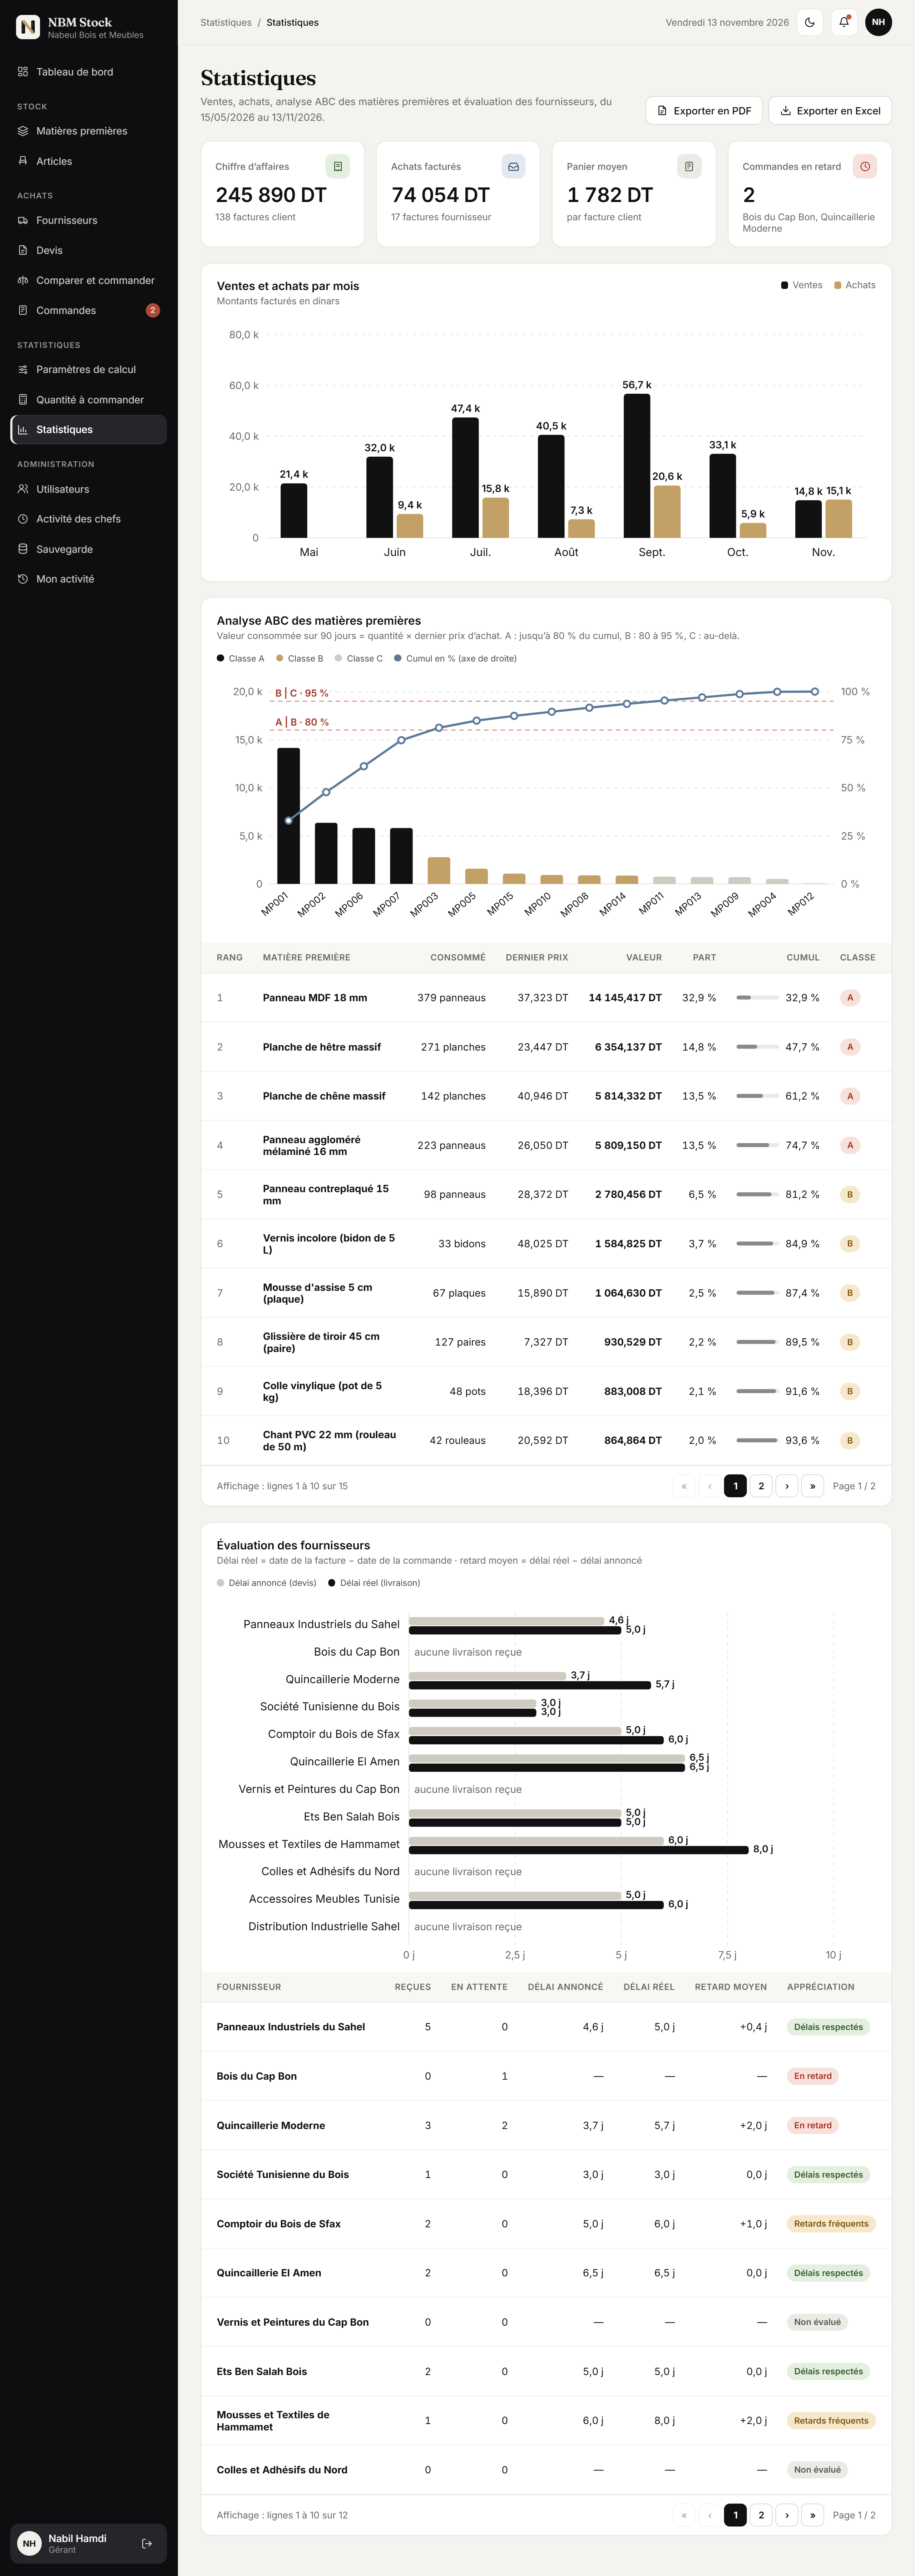 NBM Stock
Nabeul Bois et Meubles
Tableau de bord
STOCK
Matières premières
Articles
ACHATS
Fournisseurs
Devis
Comparer et commander
Commandes 2
STATISTIQUES
Paramètres de calcul
Quantité à commander
Statistiques
ADMINISTRATION
Utilisateurs
Activité des chefs
Sauvegarde
Mon activité
NH Nabil Hamdi
Gérant
Statistiques / Statistiques
Vendredi 13 novembre 2026
NH
Statistiques
Ventes, achats, analyse ABC des matières premières et évaluation des fournisseurs, du
15/05/2026 au 13/11/2026.
Exporter en PDF
Exporter en Excel
Chiffre d’affaires
245 890 DT
138 factures client
Achats facturés
74 054 DT
17 factures fournisseur
Panier moyen
1 782 DT
par facture client
Commandes en retard
2
Bois du Cap Bon, Quincaillerie
Moderne
Ventes et achats par mois
Montants facturés en dinars
Ventes Achats
80,0 k
60,0 k
40,0 k
20,0 k
0
21,4 k
32,0 k
9,4 k
47,4 k
15,8 k
40,5 k
7,3 k
56,7 k
20,6 k
33,1 k
5,9 k
14,8 k
15,1 k
Mai Juin Juil. Août Sept. Oct. Nov.
Analyse ABC des matières premières
Valeur consommée sur 90 jours = quantité × dernier prix d’achat. A : jusqu’à 80 % du cumul, B : 80 à 95 %, C : au-delà.
Classe A Classe B Classe C Cumul en % (axe de droite)
20,0 k
15,0 k
10,0 k
5,0 k
0
B | C · 95 %
A | B · 80 %
100 %
75 %
50 %
25 %
0 %
MP001 MP002 MP006 MP007 MP003 MP005 MP015 MP010 MP008 MP014 MP011 MP013 MP009 MP004 MP012
RANG MATIÈRE PREMIÈRE CONSOMMÉ DERNIER PRIX VALEUR PART CUMUL CLASSE
1 Panneau MDF 18 mm 379 panneaux 37,323 DT 14 145,417 DT 32,9 % 32,9 % A
2 Planche de hêtre massif 271 planches 23,447 DT 6 354,137 DT 14,8 % 47,7 % A
3 Planche de chêne massif 142 planches 40,946 DT 5 814,332 DT 13,5 % 61,2 % A
4 Panneau aggloméré
mélaminé 16 mm 223 panneaux 26,050 DT 5 809,150 DT 13,5 % 74,7 % A
5 Panneau contreplaqué 15
mm 98 panneaux 28,372 DT 2 780,456 DT 6,5 % 81,2 % B
6 Vernis incolore (bidon de 5
L) 33 bidons 48,025 DT 1 584,825 DT 3,7 % 84,9 % B
7 Mousse d'assise 5 cm
(plaque) 67 plaques 15,890 DT 1 064,630 DT 2,5 % 87,4 % B
8 Glissière de tiroir 45 cm
(paire) 127 paires 7,327 DT 930,529 DT 2,2 % 89,5 % B
9 Colle vinylique (pot de 5
kg) 48 pots 18,396 DT 883,008 DT 2,1 % 91,6 % B
10 Chant PVC 22 mm (rouleau
de 50 m) 42 rouleaux 20,592 DT 864,864 DT 2,0 % 93,6 % B
Affichage : lignes 1 à 10 sur 15
« ‹ 1 2 › » Page 1 / 2
Évaluation des fournisseurs
Délai réel = date de la facture − date de la commande · retard moyen = délai réel − délai annoncé
Délai annoncé (devis) Délai réel (livraison)
Panneaux Industriels du Sahel 4,6 j 5,0 j
Bois du Cap Bon aucune livraison reçue
Quincaillerie Moderne 3,7 j 5,7 j
Société Tunisienne du Bois 3,0 j 3,0 j
Comptoir du Bois de Sfax 5,0 j 6,0 j
Quincaillerie El Amen 6,5 j 6,5 j
Vernis et Peintures du Cap Bon aucune livraison reçue
Ets Ben Salah Bois 5,0 j 5,0 j
Mousses et Textiles de Hammamet 6,0 j 8,0 j
Colles et Adhésifs du Nord aucune livraison reçue
Accessoires Meubles Tunisie 5,0 j 6,0 j
Distribution Industrielle Sahel aucune livraison reçue
0 j 2,5 j 5 j 7,5 j 10 j
FOURNISSEUR REÇUES EN ATTENTE DÉLAI ANNONCÉ DÉLAI RÉEL RETARD MOYEN APPRÉCIATION
Panneaux Industriels du Sahel 5 0 4,6 j 5,0 j +0,4 j Délais respectés
Bois du Cap Bon 0 1 — — — En retard
Quincaillerie Moderne 3 2 3,7 j 5,7 j +2,0 j En retard
Société Tunisienne du Bois 1 0 3,0 j 3,0 j 0,0 j Délais respectés
Comptoir du Bois de Sfax 2 0 5,0 j 6,0 j +1,0 j Retards fréquents
Quincaillerie El Amen 2 0 6,5 j 6,5 j 0,0 j Délais respectés
Vernis et Peintures du Cap Bon 0 0 — — — Non évalué
Ets Ben Salah Bois 2 0 5,0 j 5,0 j 0,0 j Délais respectés
Mousses et Textiles de
Hammamet 1 0 6,0 j 8,0 j +2,0 j Retards fréquents
Colles et Adhésifs du Nord 0 0 — — — Non évalué
Affichage : lignes 1 à 10 sur 12
« ‹ 1 2 › » Page 1 / 2